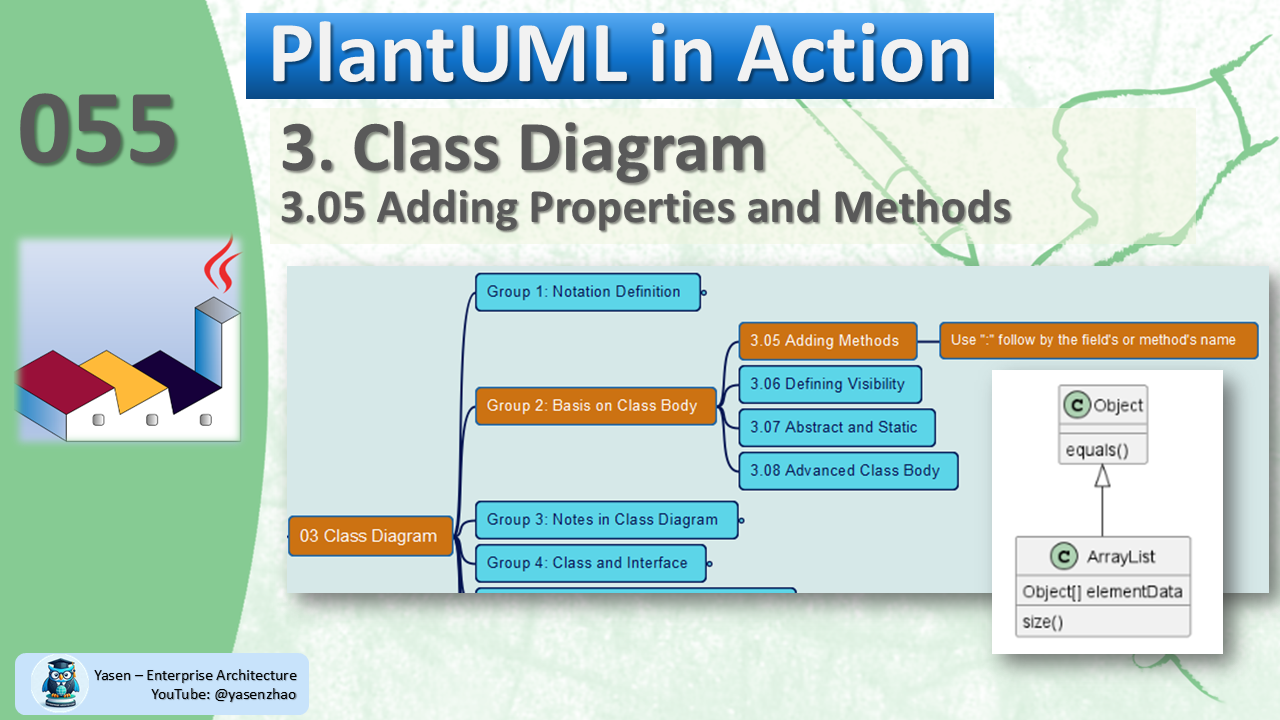 PlantUML in Action
055
3. Class Diagram
3.05 Adding Properties and Methods
Group 1: Notation Definition
3.05 Adding Methods
Use ":" follow by the field's or method's name
3.06 Defining Visibility
Group 2: Basis on Class Body
3.07 Abstract and Static
3.08 Advanced Class Body
Group 3: Notes in Class Diagram
03 Class Diagram
Group 4: Class and Interface
C Object
equals()
C ArrayList
Object[] elementData
size()
Yasen – Enterprise Architecture
YouTube: @yasenzhao